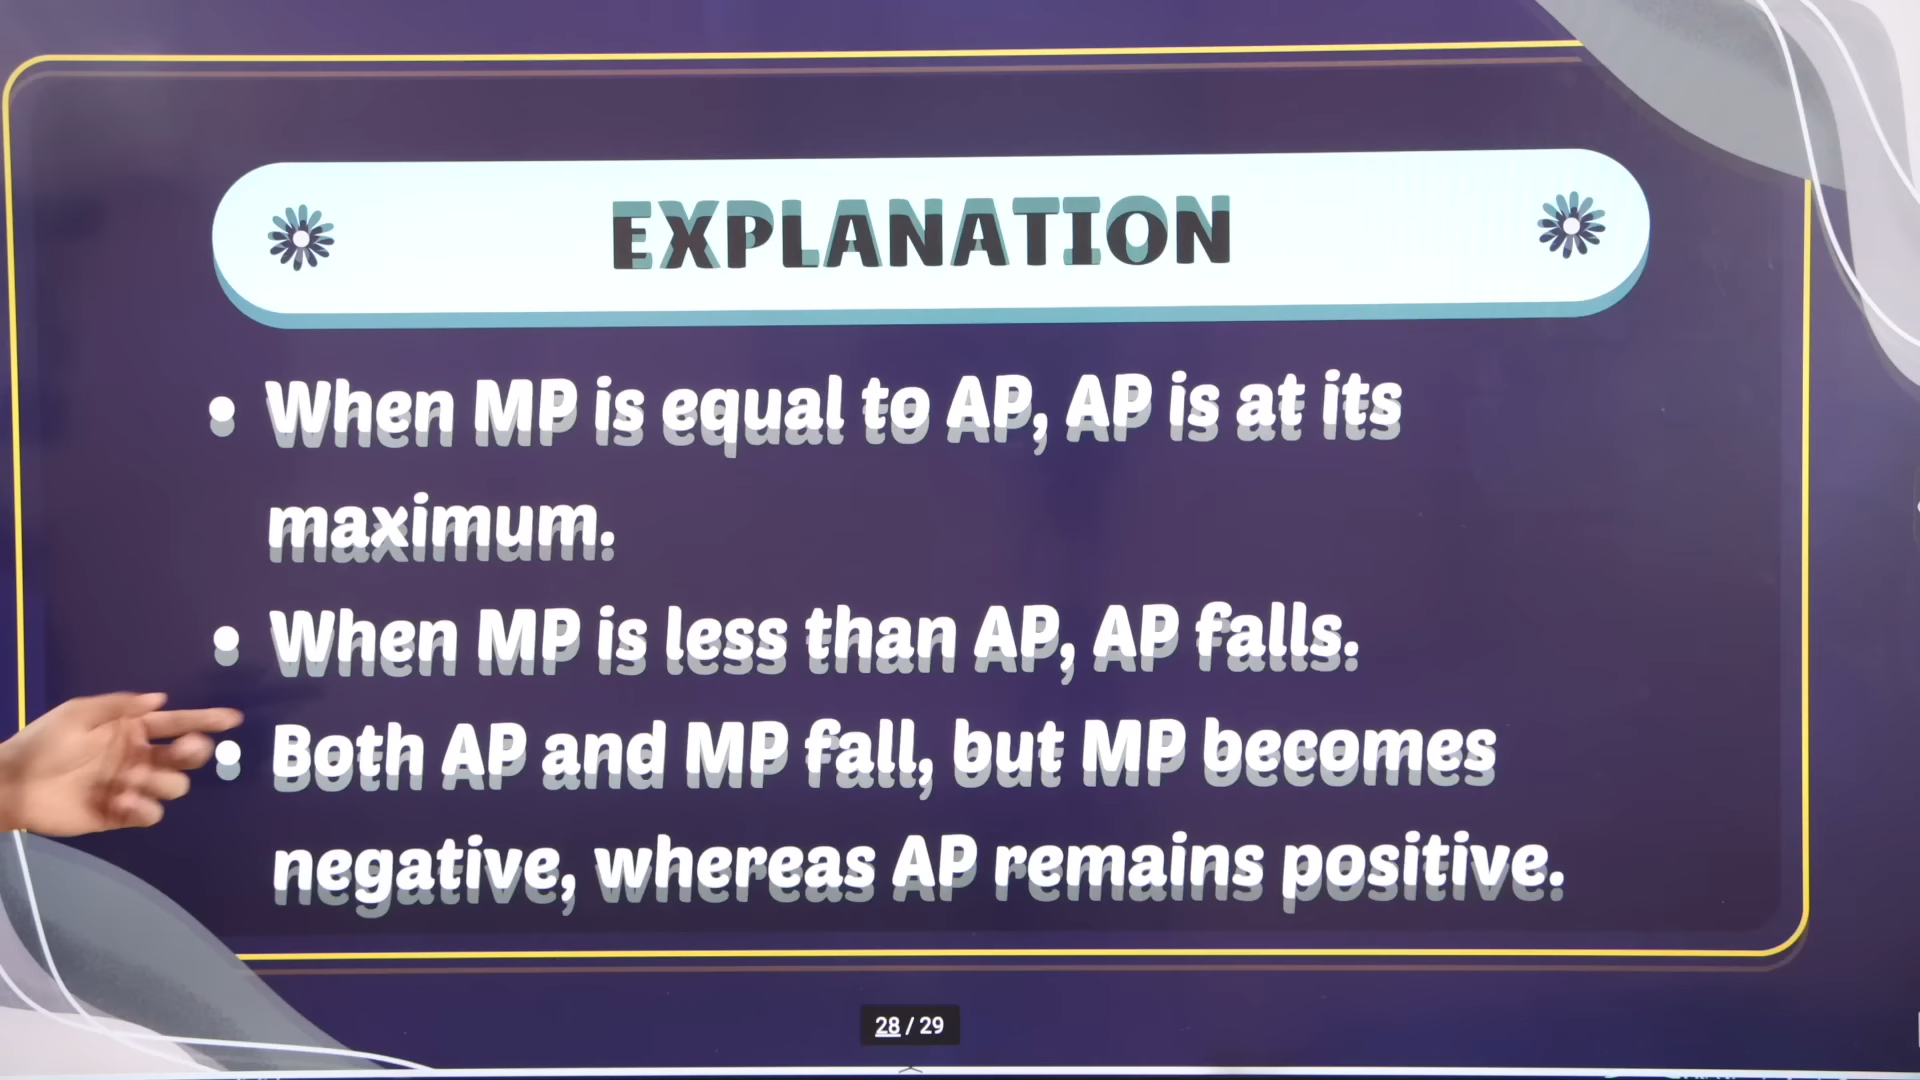 EXPLANATION
• When MP is equal to AP, AP is at its
maximum.
• When MP is less than AP, AP falls.
• Both AP and MP fall, but MP becomes
negative, whereas AP remains positive.
28 / 29